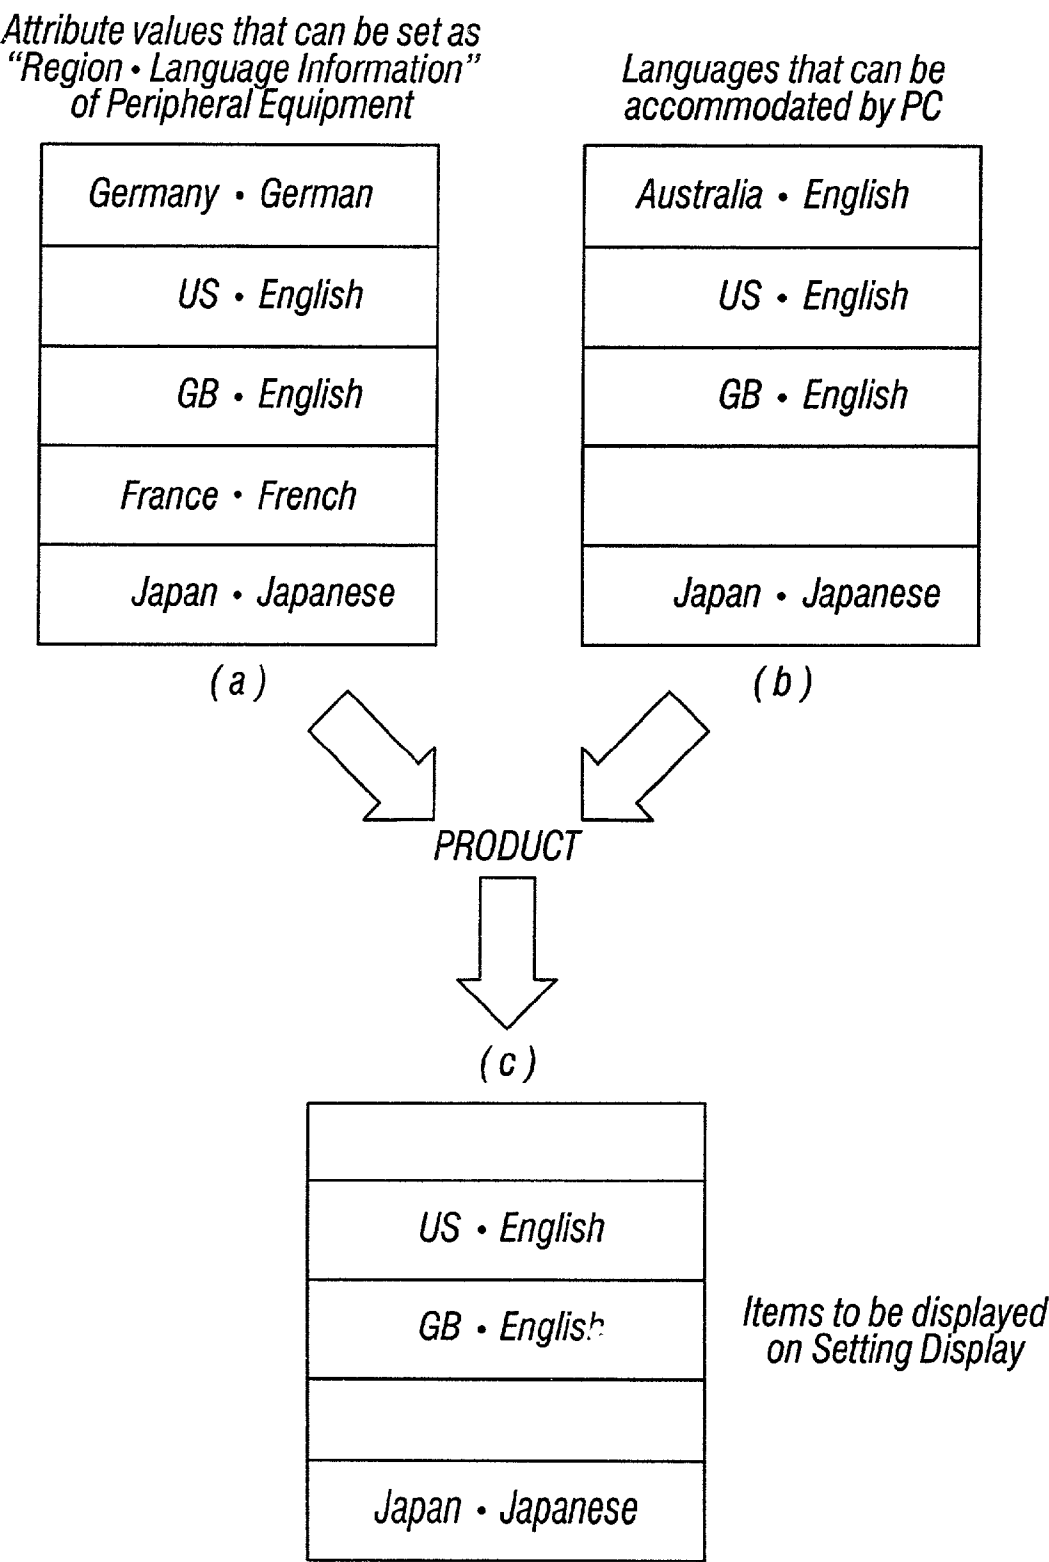 Attribute values that can be set as
“Region • Language Information”
of Peripheral Equipment
Languages that can be
accommodated by PC
Germany • German
US • English
GB • English
France • French
Japan • Japanese
(a)
Australia • English
US • English
GB • English
Japan • Japanese
(b)
PRODUCT
(c)
US • English
GB • English
Japan • Japanese
Items to be displayed
on Setting Display